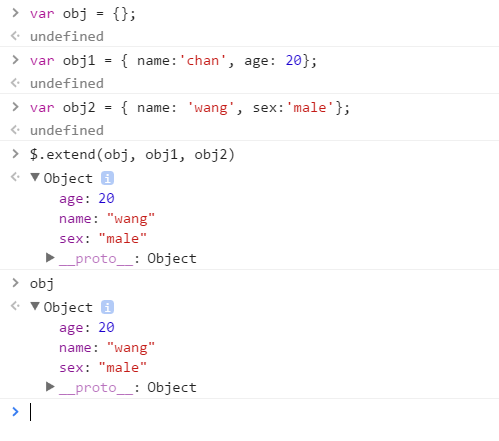 > var obj = {};
undefined
> var obj1 = { name:'chan', age: 20};
undefined
> var obj2 = { name: 'wang', sex:'male'};
undefined
> $.extend(obj, obj1, obj2)
▼Object i
age: 20
name: "wang"
sex: "male"
▶__proto__: Object
> obj
▼Object i
age: 20
name: "wang"
sex: "male"
▶__proto__: Object
>